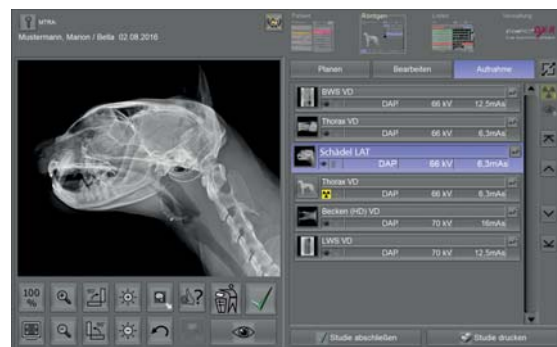 MTRA
Mustermann, Marion / Bella 02.08.2016
Patient
Röntgen
Listen
Verwaltung
Planen
Bearbeiten
Aufnahme
BWS VD
DAP 66 kV 12,5mAs
Thorax VD
DAP 66 kV 6,3mAs
Schädel LAT
DAP 66 kV 6,3mAs
Thorax VD
DAP 66 kV 6,3mAs
Becken (HD) VD
DAP 70 kV 16mAs
LWS VD
DAP 70 kV 12,5mAs
100
%
?
Studie abschließen
Studie drucken